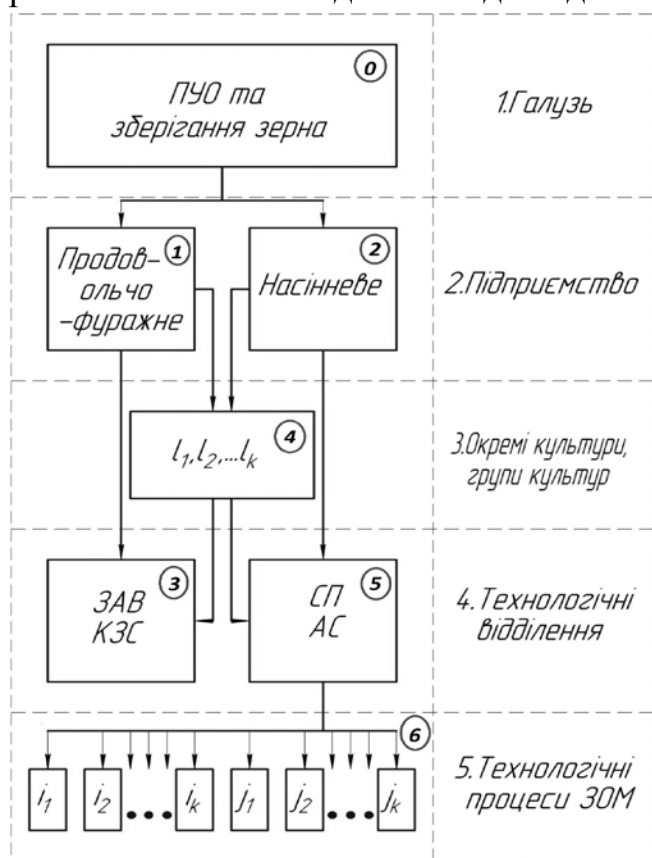 0
ПУО та
зберігання зерна
1.Галузь
1
Продов-
ольчо
-фуражне
2
Насіннєве
2.Підприємство
4
l₁,l₂,...lₖ
3.Окремі культури,
групи культур
3
ЗАВ
КЗС
5
СП
АС
4.Технологічні
відділення
6
i₁ i₂ ... iₖ j₁ j₂ ... jₖ
5.Технологічні
процеси ЗОМ